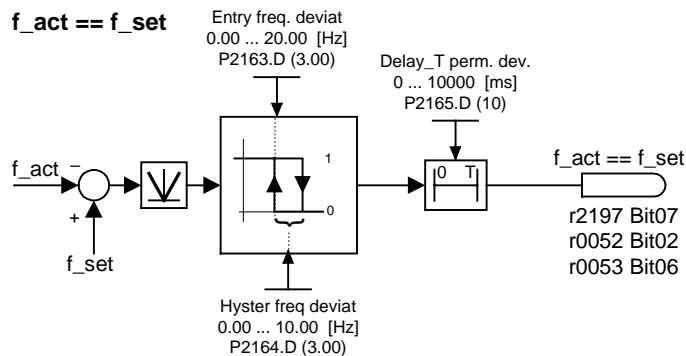 f_act == f_set
Entry freq. deviat
0.00 ... 20.00 [Hz]
P2163.D (3.00)
Delay_T perm. dev.
0 ... 10000 [ms]
P2165.D (10)
f_act
−
+
f_set
1
0
0 T
f_act == f_set
r2197 Bit07
r0052 Bit02
r0053 Bit06
Hyster freq deviat
0.00 ... 10.00 [Hz]
P2164.D (3.00)